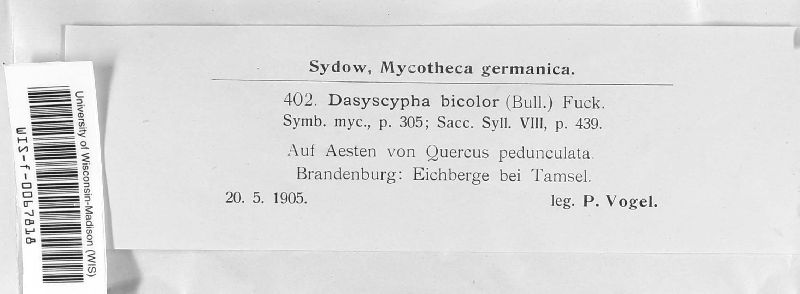 Sydow, Mycotheca germanica.
402. Dasyscypha bicolor (Bull.) Fuck.
Symb. myc., p. 305; Sacc. Syll. VIII, p. 439.
Auf Aesten von Quercus pedunculata.
Brandenburg: Eichberge bei Tamsel.
20. 5. 1905. leg. P. Vogel.
University of Wisconsin-Madison (WIS)
WIS-f-0067818